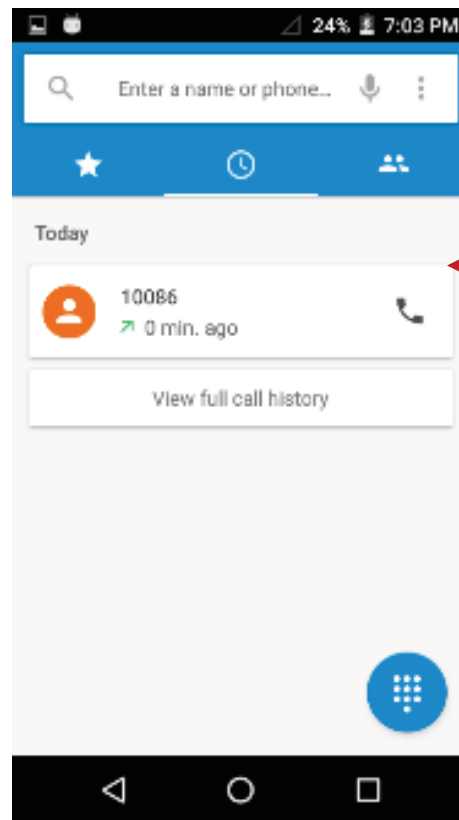 24% 7:03 PM
Enter a name or phone...
Today
10086
0 min. ago
View full call history